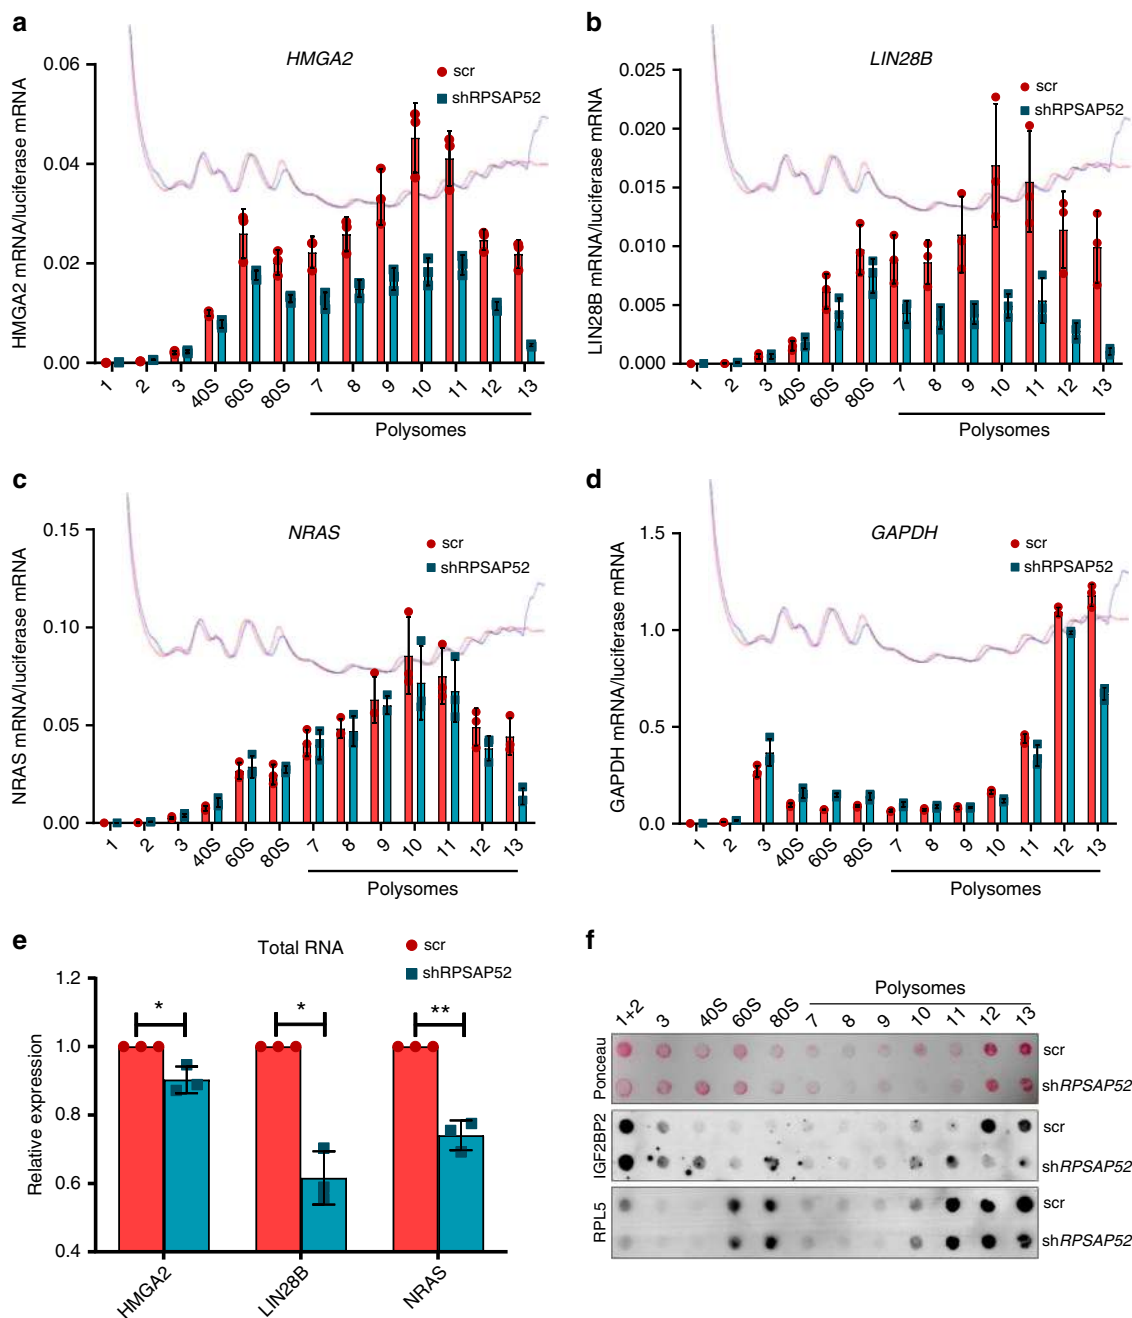 a
HMGA2
scr
shRPSAP52
HMGA2 mRNA/luciferase mRNA
0.06
0.04
0.02
0.00
1 2 3 40S 60S 80S 7 8 9 10 11 12 13
Polysomes
b
LIN28B
scr
shRPSAP52
LIN28B mRNA/luciferase mRNA
0.025
0.020
0.015
0.010
0.005
0.000
1 2 3 40S 60S 80S 7 8 9 10 11 12 13
Polysomes
c
NRAS
scr
shRPSAP52
NRAS mRNA/luciferase mRNA
0.15
0.10
0.05
0.00
1 2 3 40S 60S 80S 7 8 9 10 11 12 13
Polysomes
d
GAPDH
scr
shRPSAP52
GAPDH mRNA/luciferase mRNA
1.5
1.0
0.5
0.0
1 2 3 40S 60S 80S 7 8 9 10 11 12 13
Polysomes
e
Total RNA
scr
shRPSAP52
Relative expression
1.2
1.0
0.8
0.6
0.4
* * **
HMGA2 LIN28B NRAS
f
Polysomes
1+2 3 40S 60S 80S 7 8 9 10 11 12 13
Ponceau
scr
shRPSAP52
IGF2BP2
scr
shRPSAP52
RPL5
scr
shRPSAP52